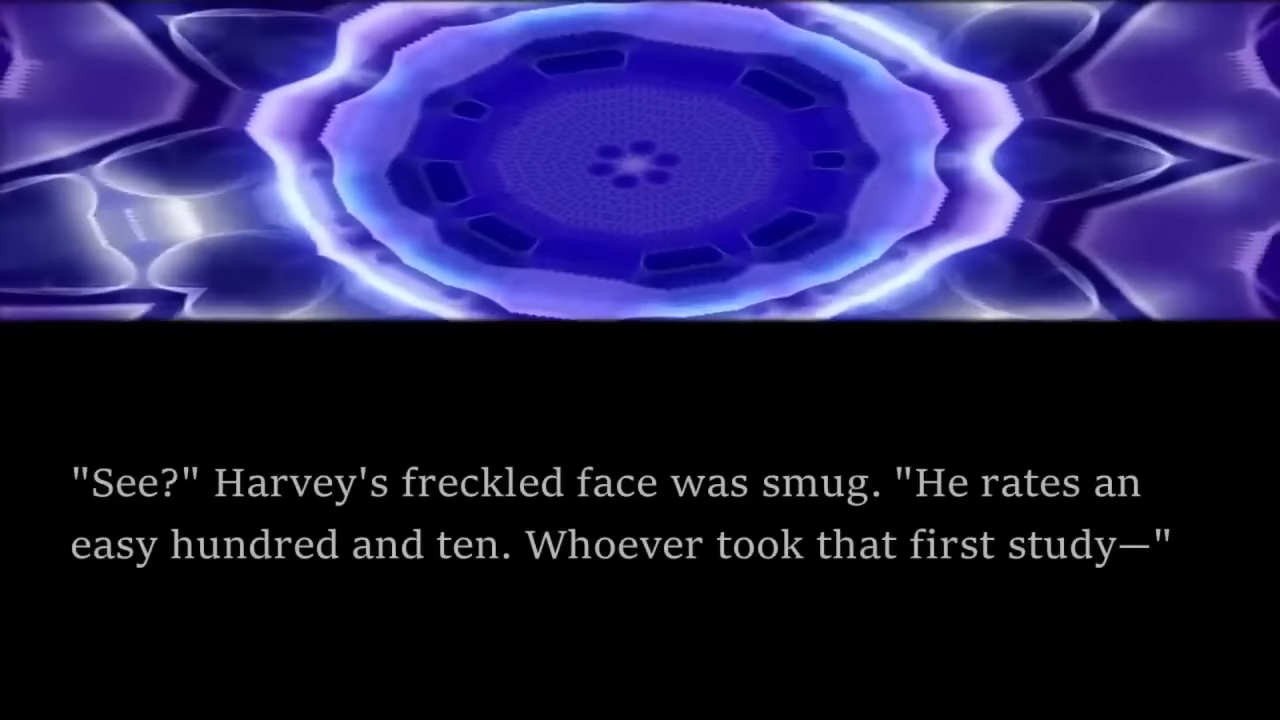 "See?" Harvey's freckled face was smug. "He rates an
easy hundred and ten. Whoever took that first study—"